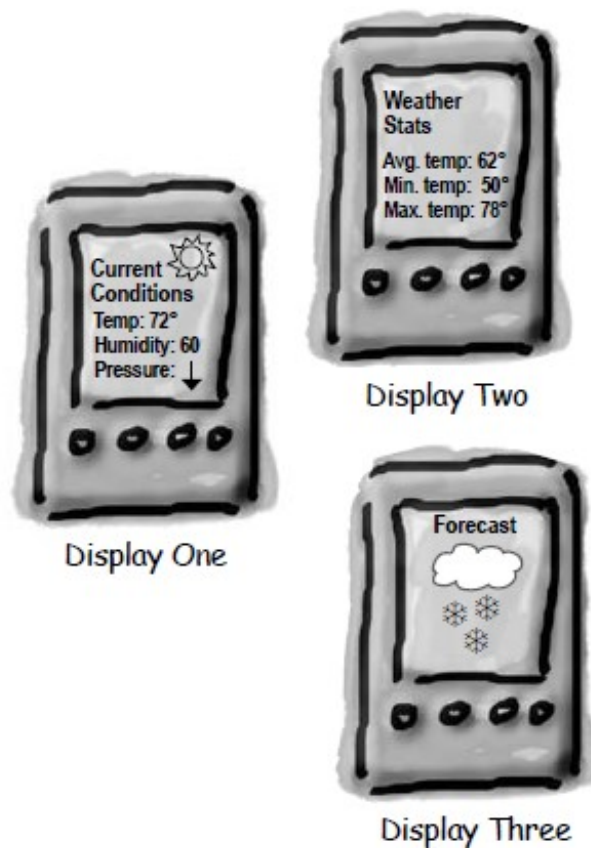 Weather
Stats
Avg. temp: 62°
Min. temp: 50°
Max. temp: 78°
Display Two
Current
Conditions
Temp: 72°
Humidity: 60
Pressure:
Display One
Forecast
Display Three